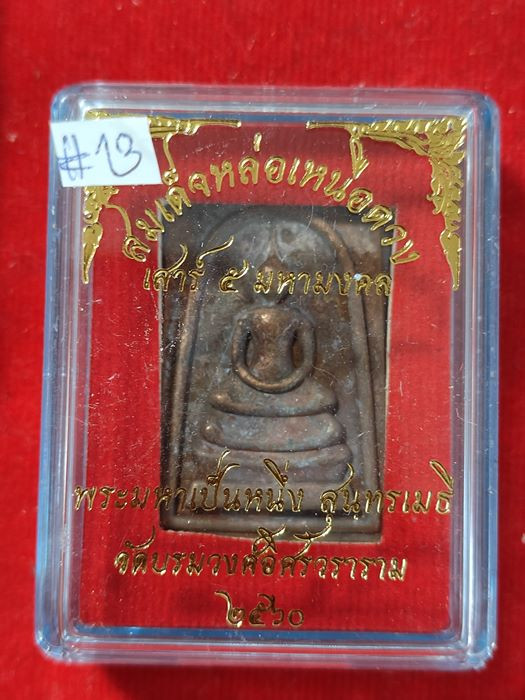 #13
สมเด็จหล่อเหนือดวง
เสาร์ ๕ มหามงคล
พระมหาเป็นหนึ่ง สุนฺทรเมธี
วัดบรมวงศ์อิศรวราราม
๒๕๖๐